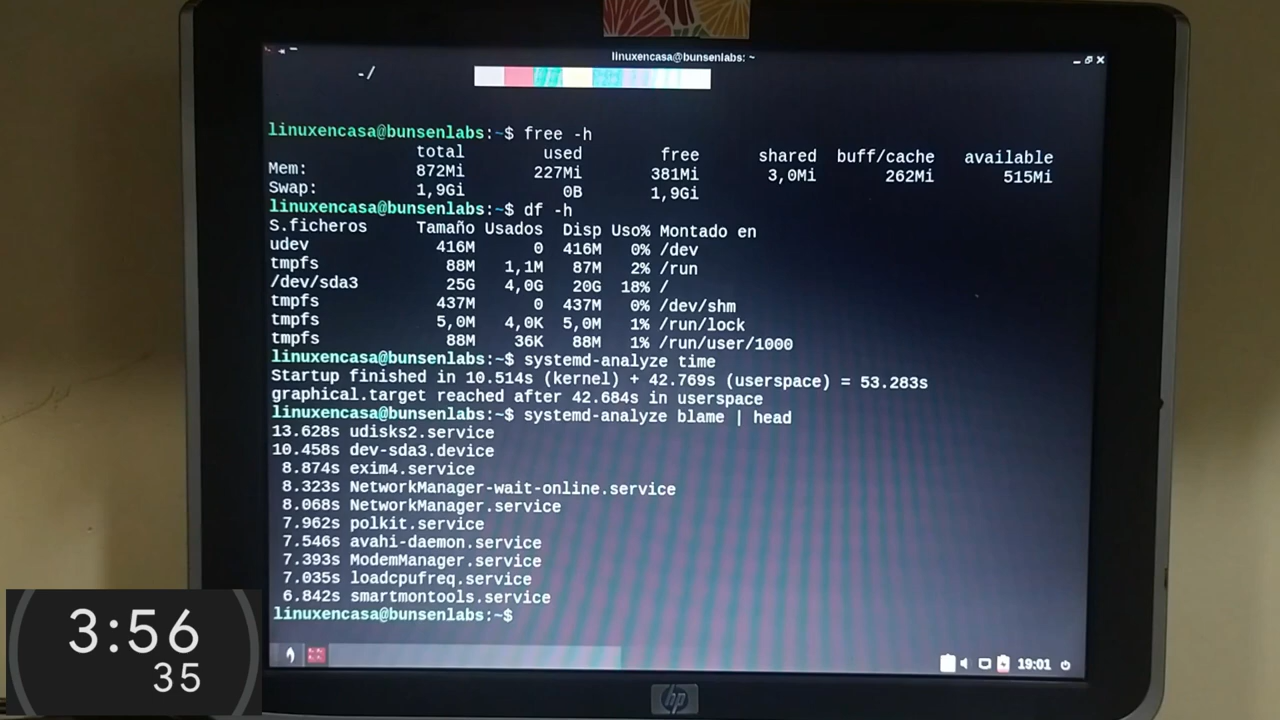 linuxencasa@bunsenlabs: ~
-/
linuxencasa@bunsenlabs:~$ free -h
total used free shared buff/cache available
Mem: 872Mi 227Mi 381Mi 3,0Mi 262Mi 515Mi
Swap: 1,9Gi 0B 1,9Gi
linuxencasa@bunsenlabs:~$ df -h
S.ficheros Tamaño Usados Disp Uso% Montado en
udev 416M 0 416M 0% /dev
tmpfs 88M 1,1M 87M 2% /run
/dev/sda3 25G 4,0G 20G 18% /
tmpfs 437M 0 437M 0% /dev/shm
tmpfs 5,0M 4,0K 5,0M 1% /run/lock
tmpfs 88M 36K 88M 1% /run/user/1000
linuxencasa@bunsenlabs:~$ systemd-analyze time
Startup finished in 10.514s (kernel) + 42.769s (userspace) = 53.283s
graphical.target reached after 42.684s in userspace
linuxencasa@bunsenlabs:~$ systemd-analyze blame | head
13.628s udisks2.service
10.458s dev-sda3.device
8.874s exim4.service
8.323s NetworkManager-wait-online.service
8.068s NetworkManager.service
7.962s polkit.service
7.546s avahi-daemon.service
7.393s ModemManager.service
7.035s loadcpufreq.service
6.842s smartmontools.service
linuxencasa@bunsenlabs:~$
19:01
hp
3:56
35